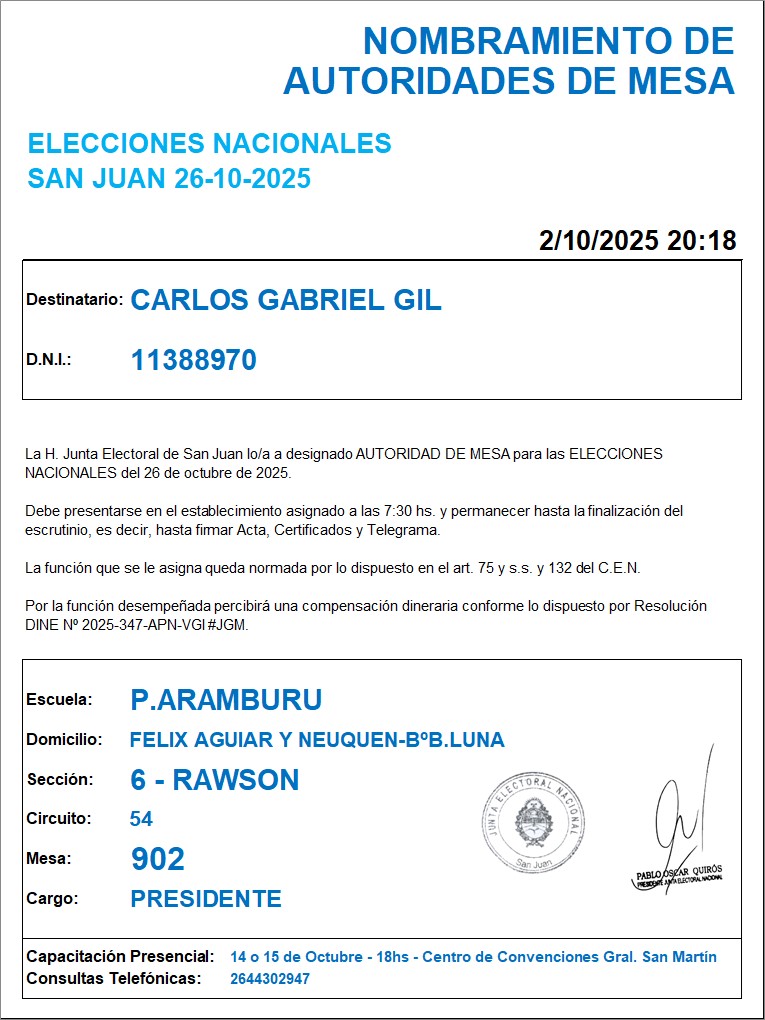 NOMBRAMIENTO DE
AUTORIDADES DE MESA
ELECCIONES NACIONALES
SAN JUAN 26-10-2025
2/10/2025 20:18
Destinatario: CARLOS GABRIEL GIL
D.N.I.: 11388970
La H. Junta Electoral de San Juan lo/a a designado AUTORIDAD DE MESA para las ELECCIONES
NACIONALES del 26 de octubre de 2025.
Debe presentarse en el establecimiento asignado a las 7:30 hs. y permanecer hasta la finalización del
escrutinio, es decir, hasta firmar Acta, Certificados y Telegrama.
La función que se le asigna queda normada por lo dispuesto en el art. 75 y s.s. y 132 del C.E.N.
Por la función desempeñada percibirá una compensación dineraria conforme lo dispuesto por Resolución
DINE Nº 2025-347-APN-VGI#JGM.
Escuela: P.ARAMBURU
Domicilio: FELIX AGUIAR Y NEUQUEN-BºB.LUNA
Sección: 6 - RAWSON
Circuito: 54
Mesa: 902
Cargo: PRESIDENTE
JUNTA ELECTORAL NACIONAL
San Juan
PABLO OSCAR QUIRÓS
PRESIDENTE JUNTA ELECTORAL NACIONAL
Capacitación Presencial: 14 o 15 de Octubre - 18hs - Centro de Convenciones Gral. San Martín
Consultas Telefónicas: 2644302947